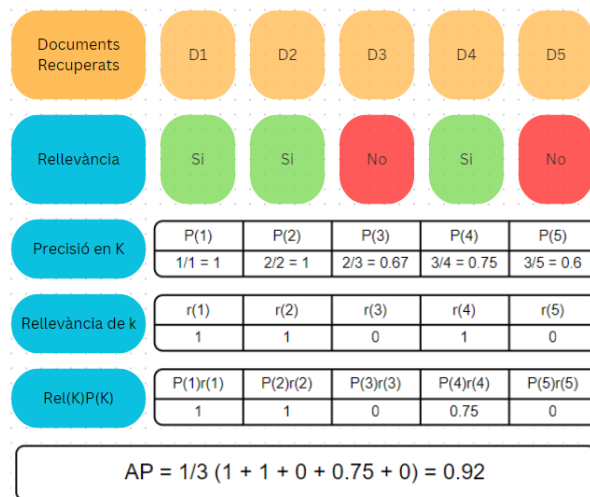 Documents
Recuperats
D1 D2 D3 D4 D5
Rellevància
Si Si No Si No
Precisió en K
P(1) P(2) P(3) P(4) P(5)
1/1 = 1 2/2 = 1 2/3 = 0.67 3/4 = 0.75 3/5 = 0.6
Rellevància de k
r(1) r(2) r(3) r(4) r(5)
1 1 0 1 0
Rel(K)P(K)
P(1)r(1) P(2)r(2) P(3)r(3) P(4)r(4) P(5)r(5)
1 1 0 0.75 0
AP = 1/3 (1 + 1 + 0 + 0.75 + 0) = 0.92